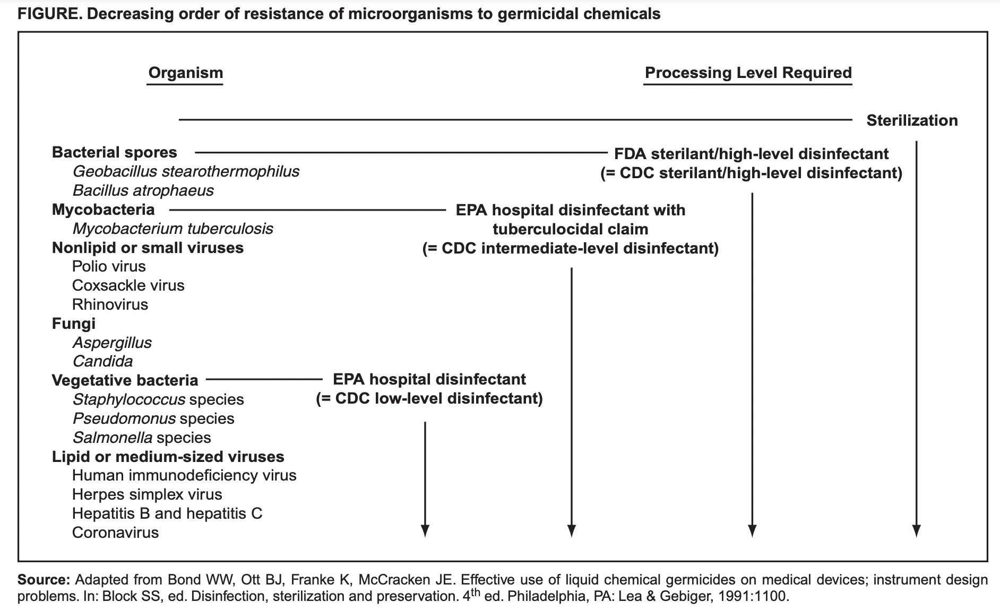 FIGURE. Decreasing order of resistance of microorganisms to germicidal chemicals
Organism
Processing Level Required
Sterilization
Bacterial spores
FDA sterilant/high-level disinfectant
Geobacillus stearothermophilus
(= CDC sterilant/high-level disinfectant)
Bacillus atrophaeus
Mycobacteria
EPA hospital disinfectant with
Mycobacterium tuberculosis
tuberculocidal claim
Nonlipid or small viruses
(= CDC intermediate-level disinfectant)
Polio virus
Coxsackle virus
Rhinovirus
Fungi
Aspergillus
Candida
Vegetative bacteria
EPA hospital disinfectant
Staphylococcus species
(= CDC low-level disinfectant)
Pseudomonus species
Salmonella species
Lipid or medium-sized viruses
Human immunodeficiency virus
Herpes simplex virus
Hepatitis B and hepatitis C
Coronavirus
Source: Adapted from Bond WW, Ott BJ, Franke K, McCracken JE. Effective use of liquid chemical germicides on medical devices; instrument design
problems. In: Block SS, ed. Disinfection, sterilization and preservation. 4th ed. Philadelphia, PA: Lea & Gebiger, 1991:1100.